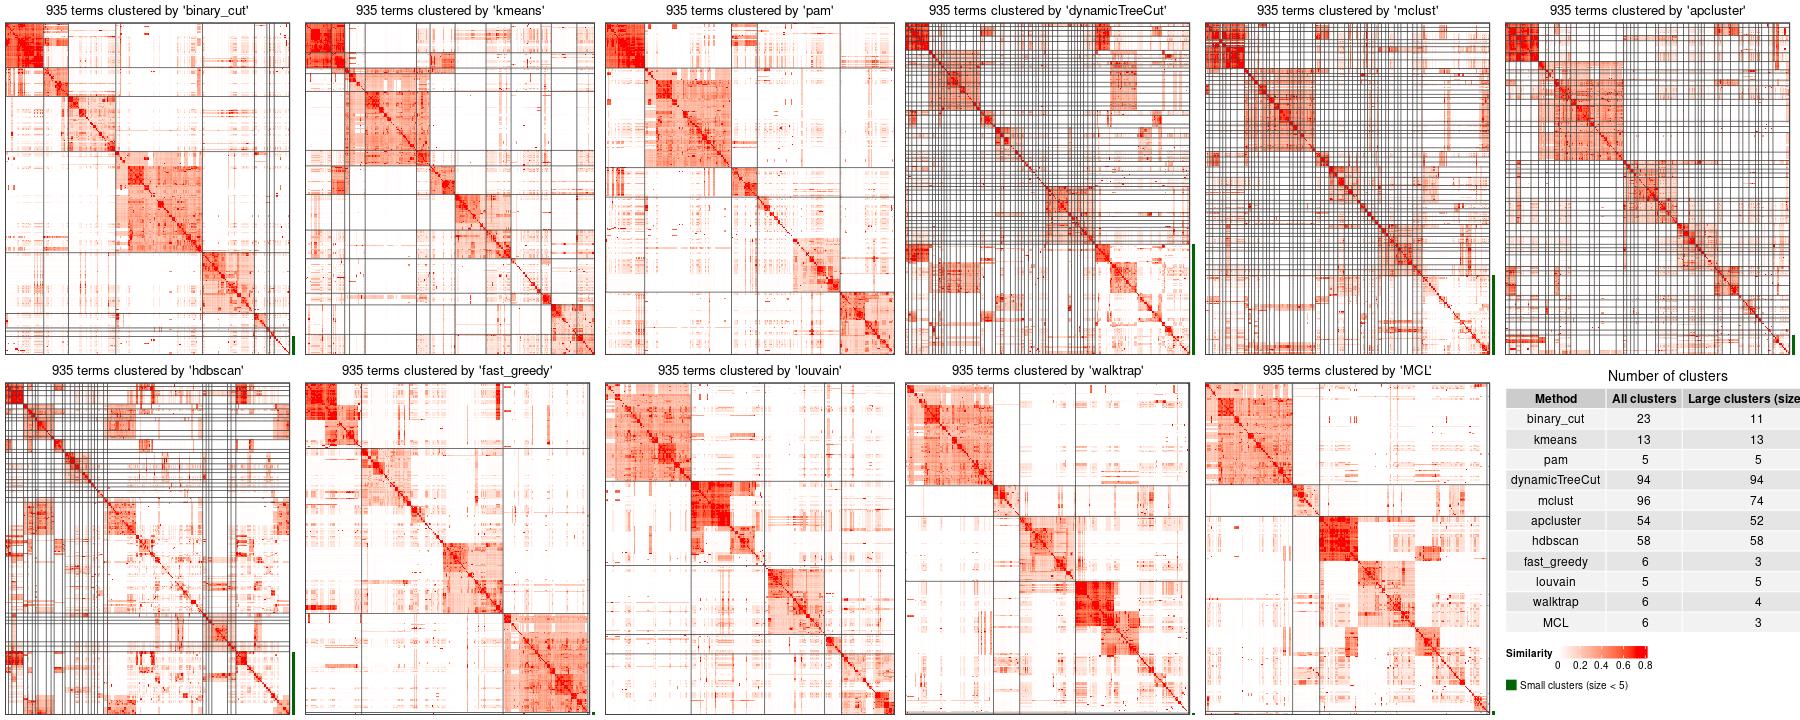 935 terms clustered by 'binary_cut'
935 terms clustered by 'kmeans'
935 terms clustered by 'pam'
935 terms clustered by 'dynamicTreeCut'
935 terms clustered by 'mclust'
935 terms clustered by 'apcluster'
935 terms clustered by 'hdbscan'
935 terms clustered by 'fast_greedy'
935 terms clustered by 'louvain'
935 terms clustered by 'walktrap'
935 terms clustered by 'MCL'
Number of clusters
Method All clusters Large clusters (size
binary_cut 23 11
kmeans 13 13
pam 5 5
dynamicTreeCut 94 94
mclust 96 74
apcluster 54 52
hdbscan 58 58
fast_greedy 6 3
louvain 5 5
walktrap 6 4
MCL 6 3
Similarity
0 0.2 0.4 0.6 0.8
Small clusters (size < 5)